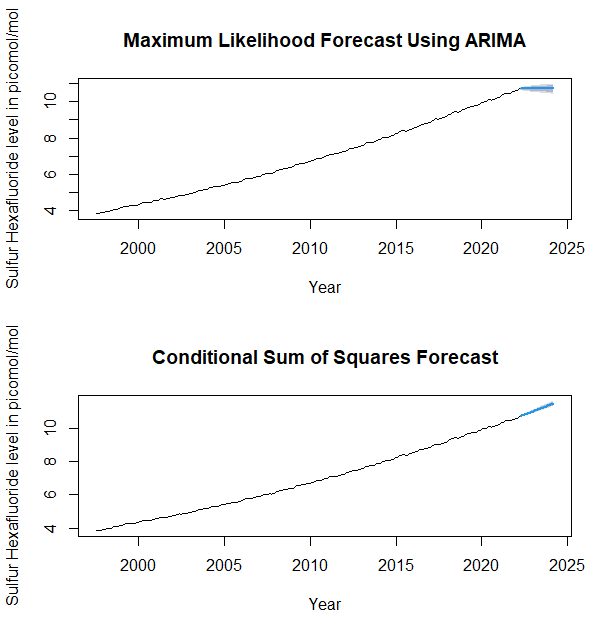 Maximum Likelihood Forecast Using ARIMA
Sulfur Hexafluoride level in picomol/mol
10
8
6
4
2000 2005 2010 2015 2020 2025
Year
Conditional Sum of Squares Forecast
Sulfur Hexafluoride level in picomol/mol
10
8
6
4
2000 2005 2010 2015 2020 2025
Year